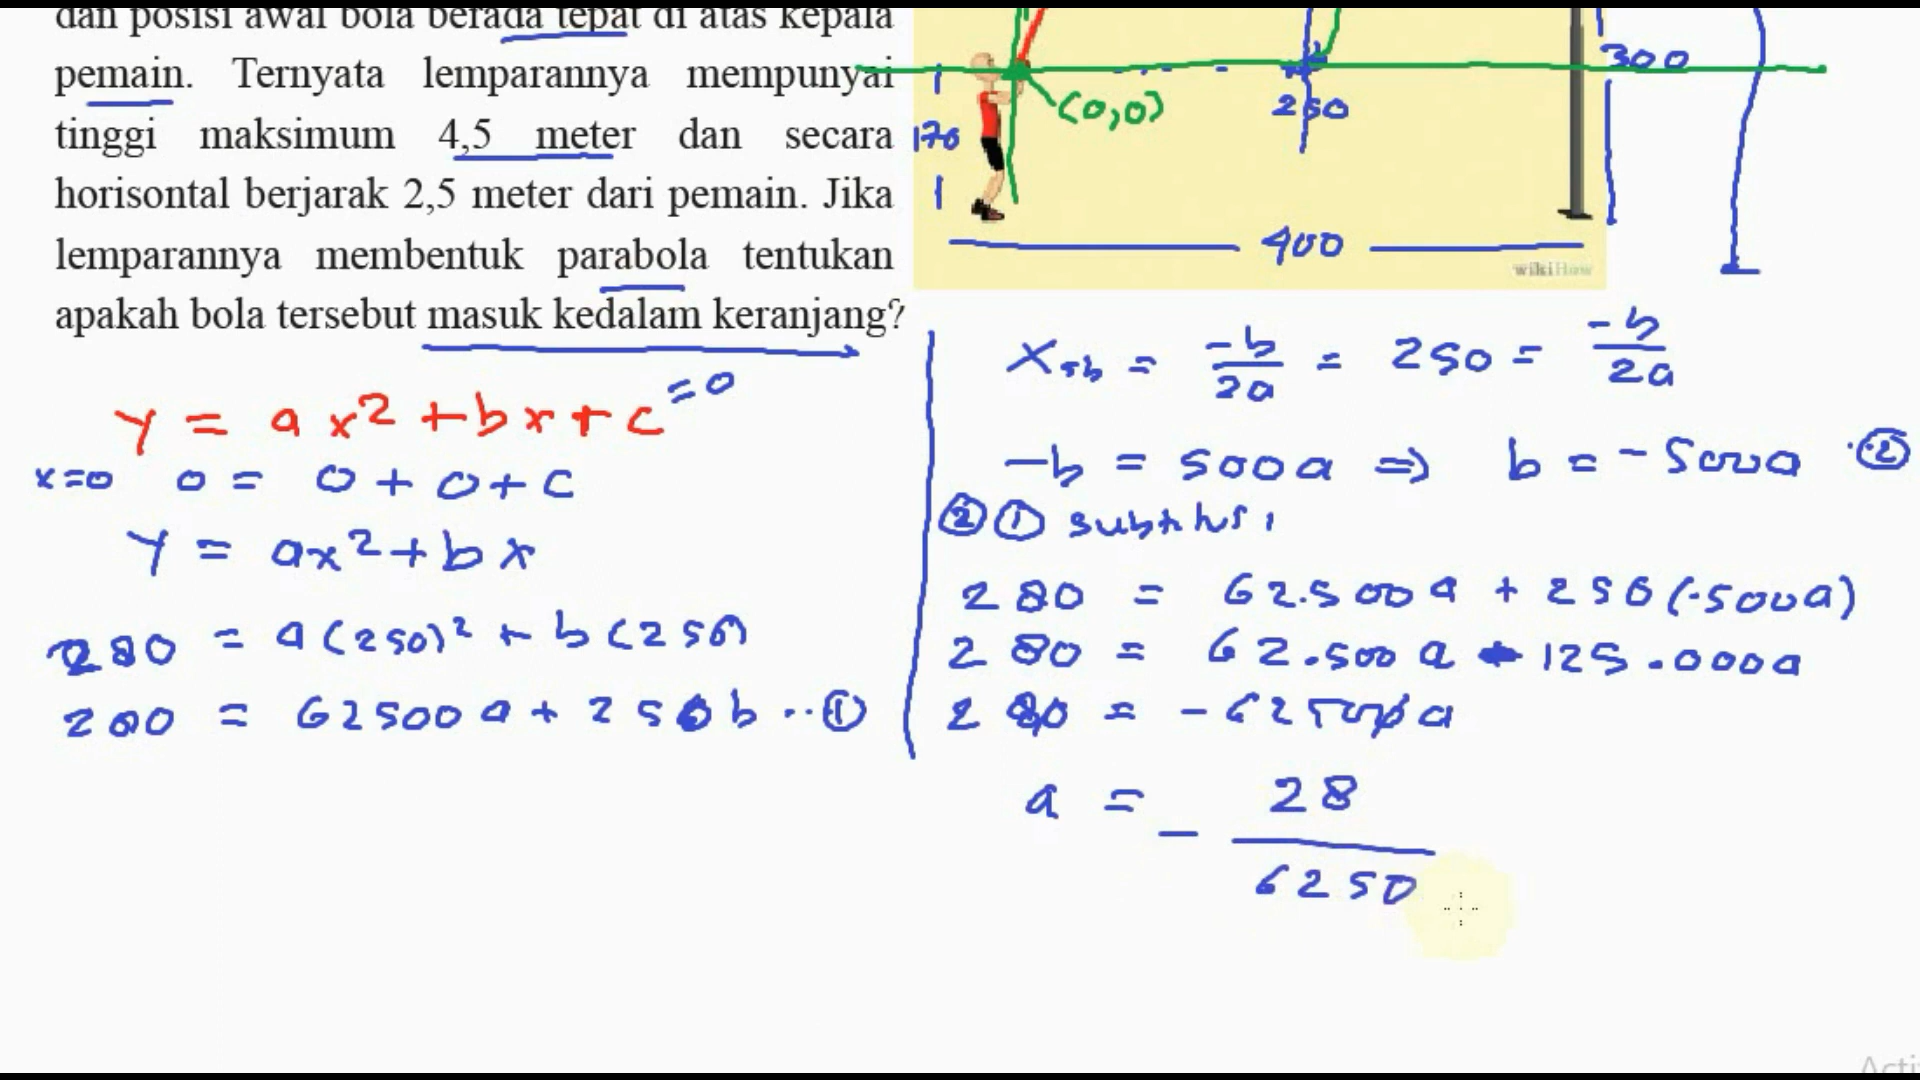 dan posisi awal bola berada tepat di atas kepala
pemain. Ternyata lemparannya mempunyai
tinggi maksimum 4,5 meter dan secara
horisontal berjarak 2,5 meter dari pemain. Jika
lemparannya membentuk parabola tentukan
apakah bola tersebut masuk kedalam keranjang?
300
(0,0)
250
170
400
wikiHow
y = ax² + bx + c = 0
x=0 0 = 0 + 0 + c
y = ax² + bx
280 = a(250)² + b(250)
280 = 62500a + 250b ..①
-b/2a = 250 = -b/2a
-b = 500a ⇒ b = -500a ..②
280 = 62.500a + 250(-500a)
280 = 62.500a - 125.000a
280 = -62500a
a = - 28/6250